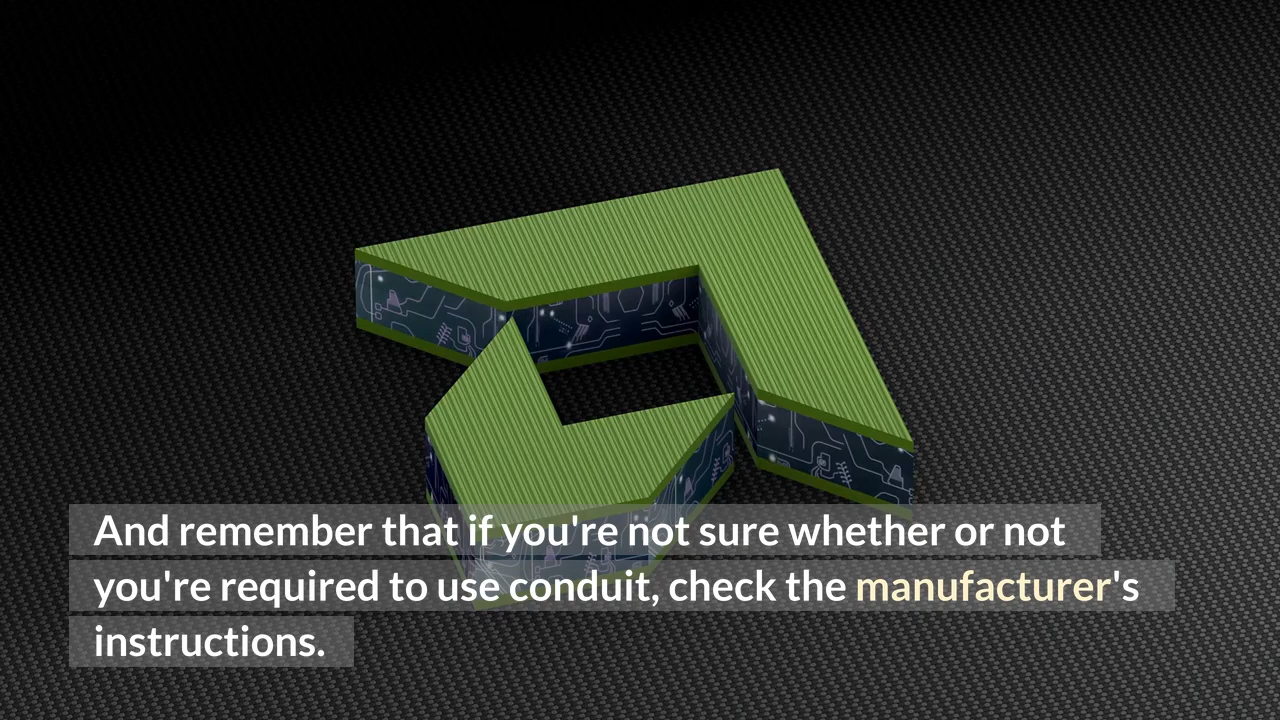 And remember that if you're not sure whether or not
you're required to use conduit, check the manufacturer's
instructions.